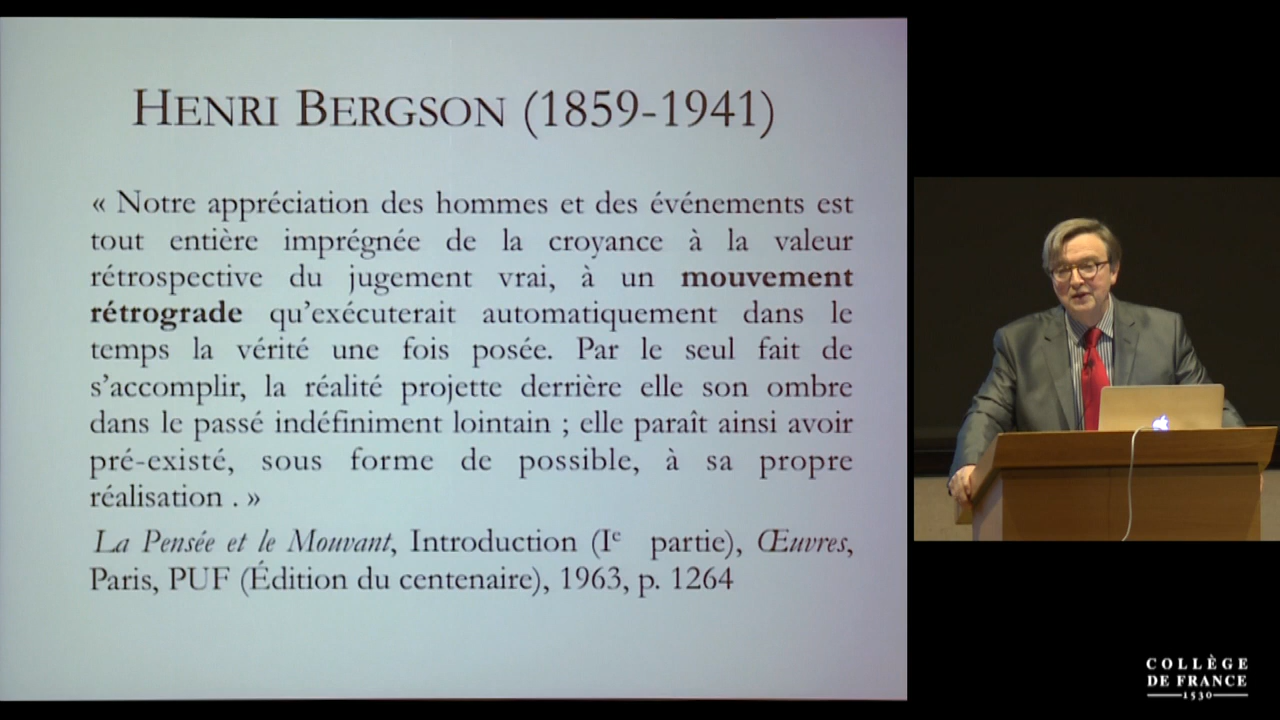 HENRI BERGSON (1859-1941)
« Notre appréciation des hommes et des événements est
tout entière imprégnée de la croyance à la valeur
rétrospective du jugement vrai, à un mouvement
rétrograde qu'exécuterait automatiquement dans le
temps la vérité une fois posée. Par le seul fait de
s'accomplir, la réalité projette derrière elle son ombre
dans le passé indéfiniment lointain ; elle paraît ainsi avoir
pré-existé, sous forme de possible, à sa propre
réalisation . »
La Pensée et le Mouvant, Introduction (Ie partie), Œuvres,
Paris, PUF (Édition du centenaire), 1963, p. 1264
COLLÈGE
DE FRANCE
1530